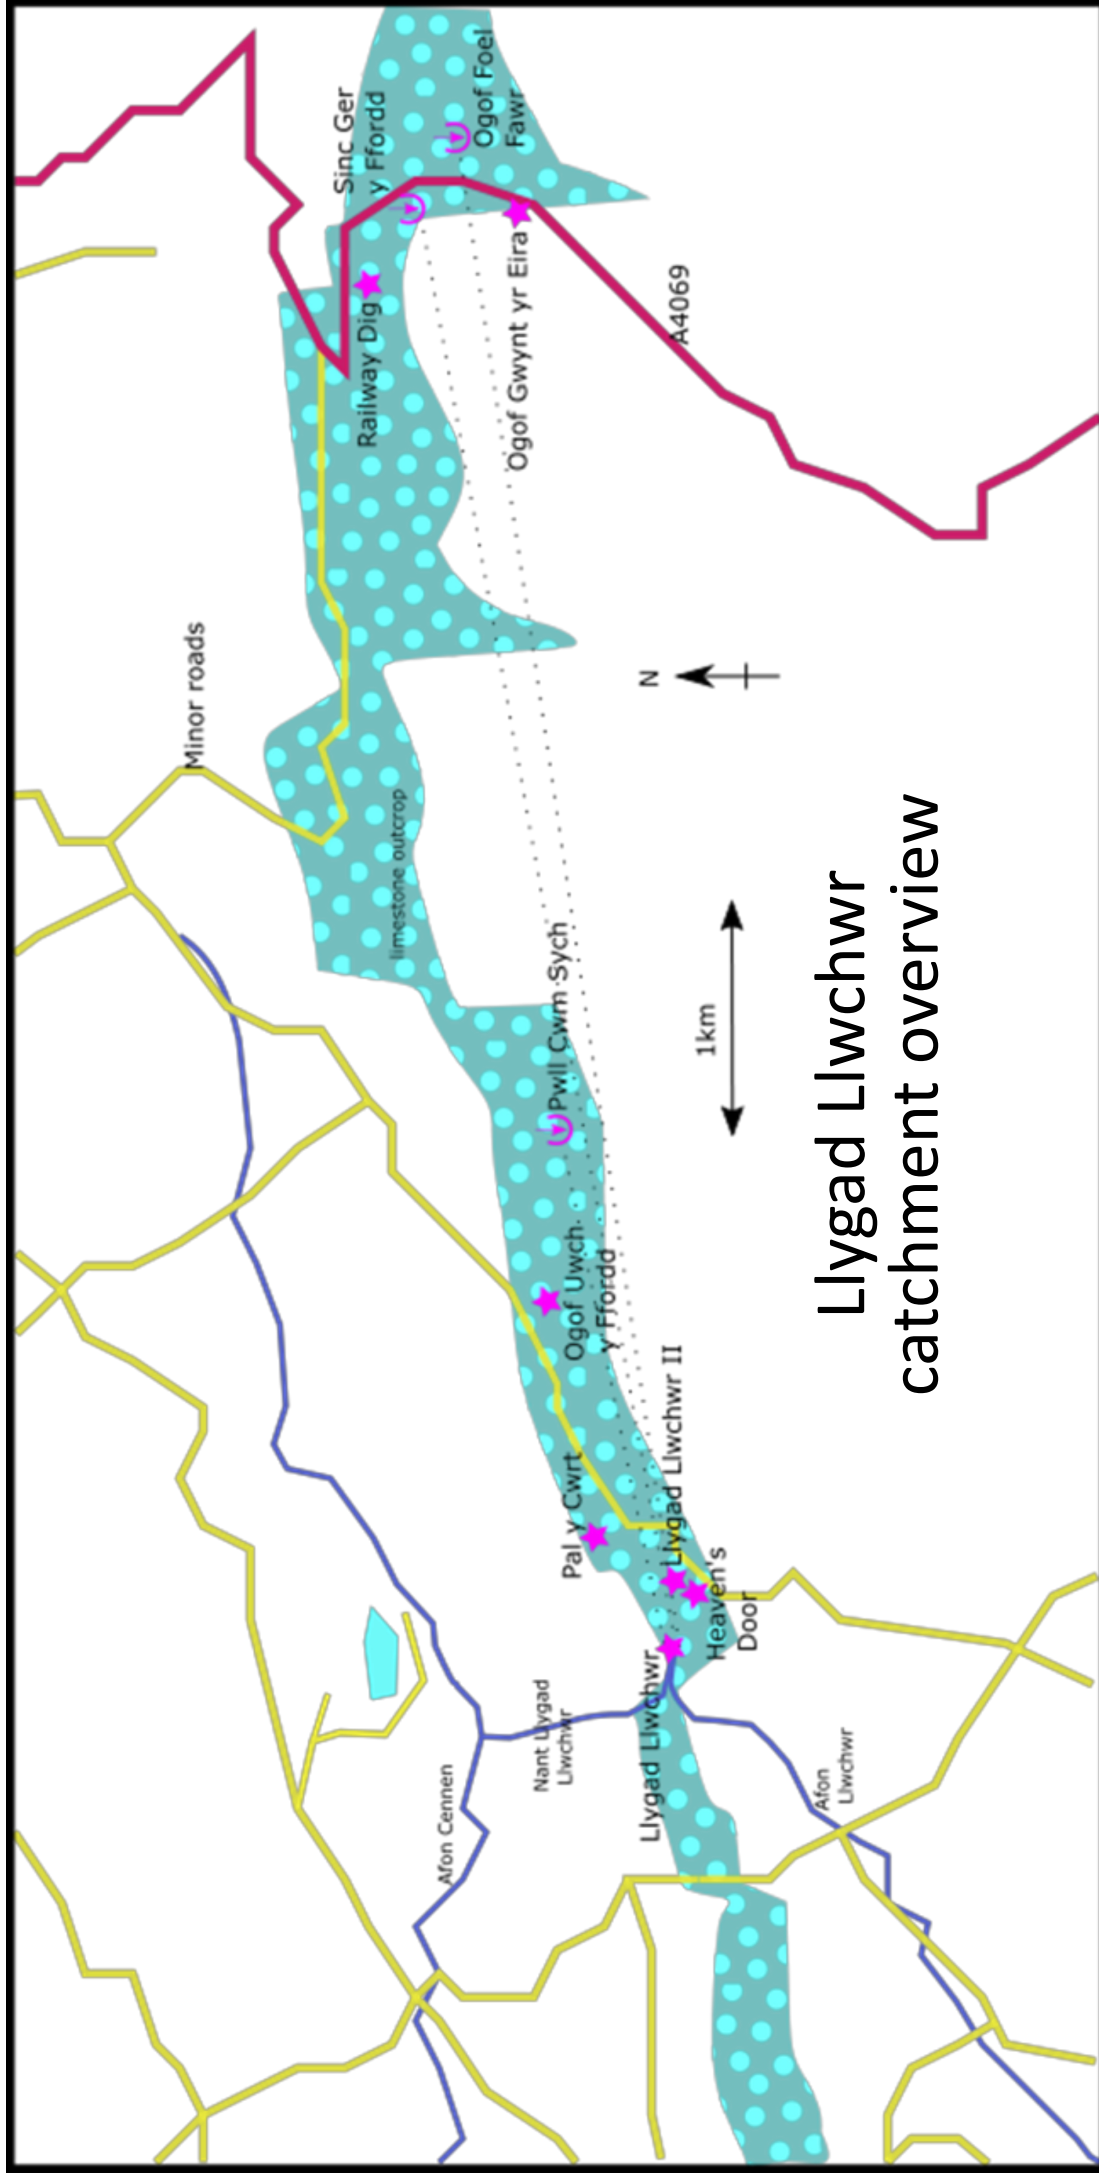 Sinc Ger
y Ffordd
Ogof Foel
Fawr
Railway Dig
Ogof Gwynt yr Eira
A4069
Minor roads
N
limestone outcrop
Pwll Cwm Sych
1km
Ogof Uwch
y Ffordd
Pal y Cwrt
Llygad Llwchwr II
Heaven's
Door
Llygad Llwchwr
Nant Llygad
Llwchwr
Afon Cennen
Afon
Llwchwr
Llygad Llwchwr
catchment overview